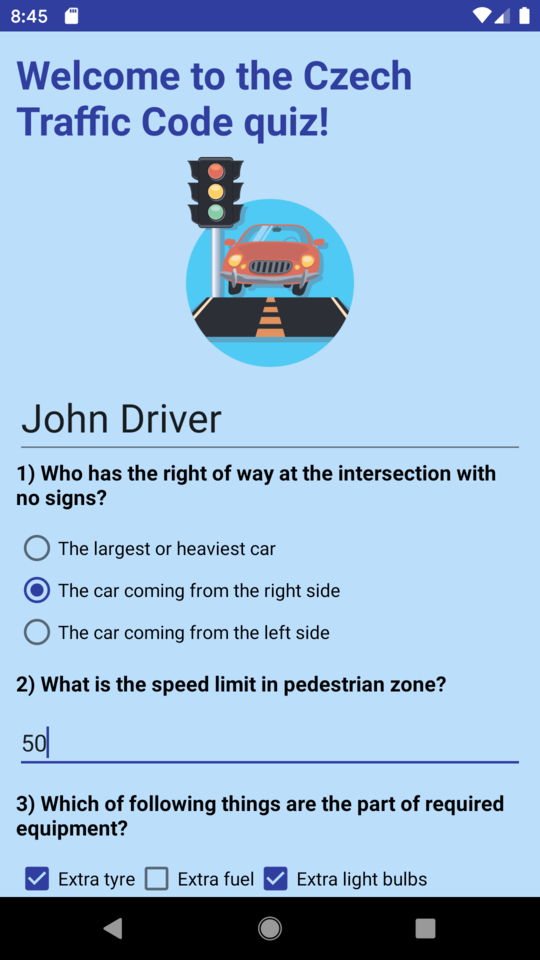 8:45
Welcome to the Czech
Traffic Code quiz!
John Driver
1) Who has the right of way at the intersection with
no signs?
The largest or heaviest car
The car coming from the right side
The car coming from the left side
2) What is the speed limit in pedestrian zone?
50
3) Which of following things are the part of required
equipment?
Extra tyre Extra fuel Extra light bulbs